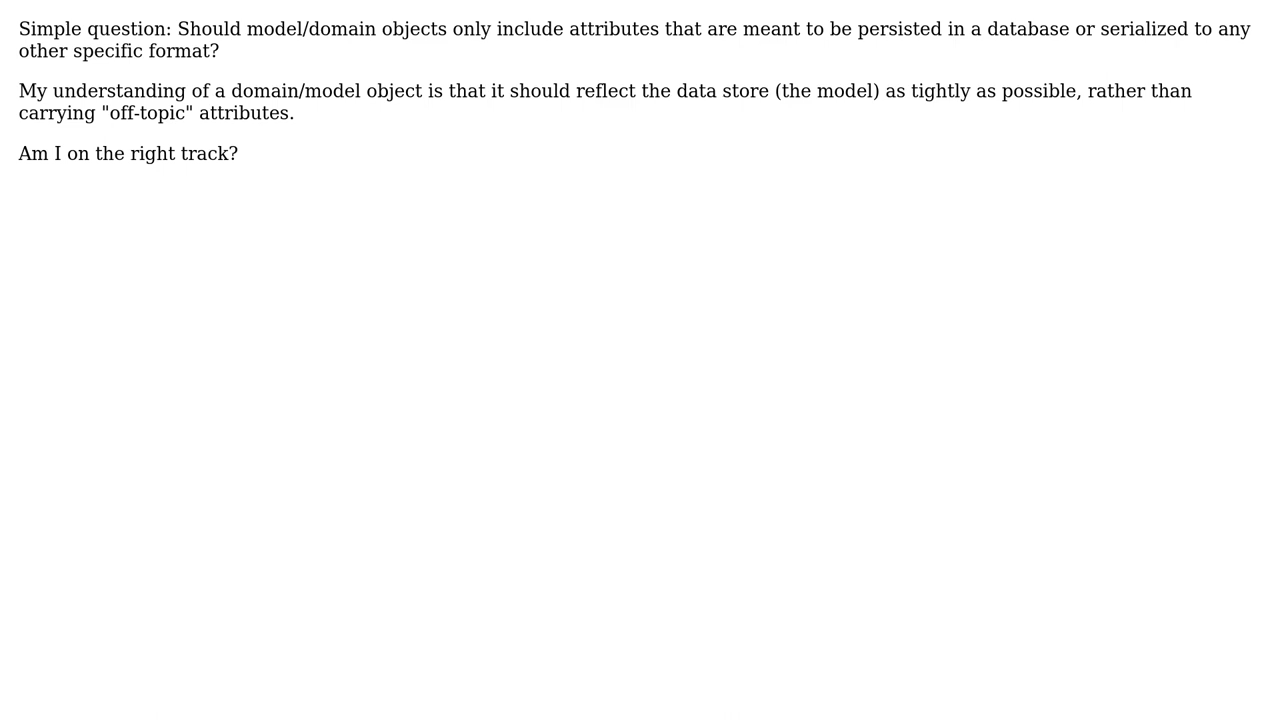 Simple question: Should model/domain objects only include attributes that are meant to be persisted in a database or serialized to any
other specific format?
My understanding of a domain/model object is that it should reflect the data store (the model) as tightly as possible, rather than
carrying "off-topic" attributes.
Am I on the right track?